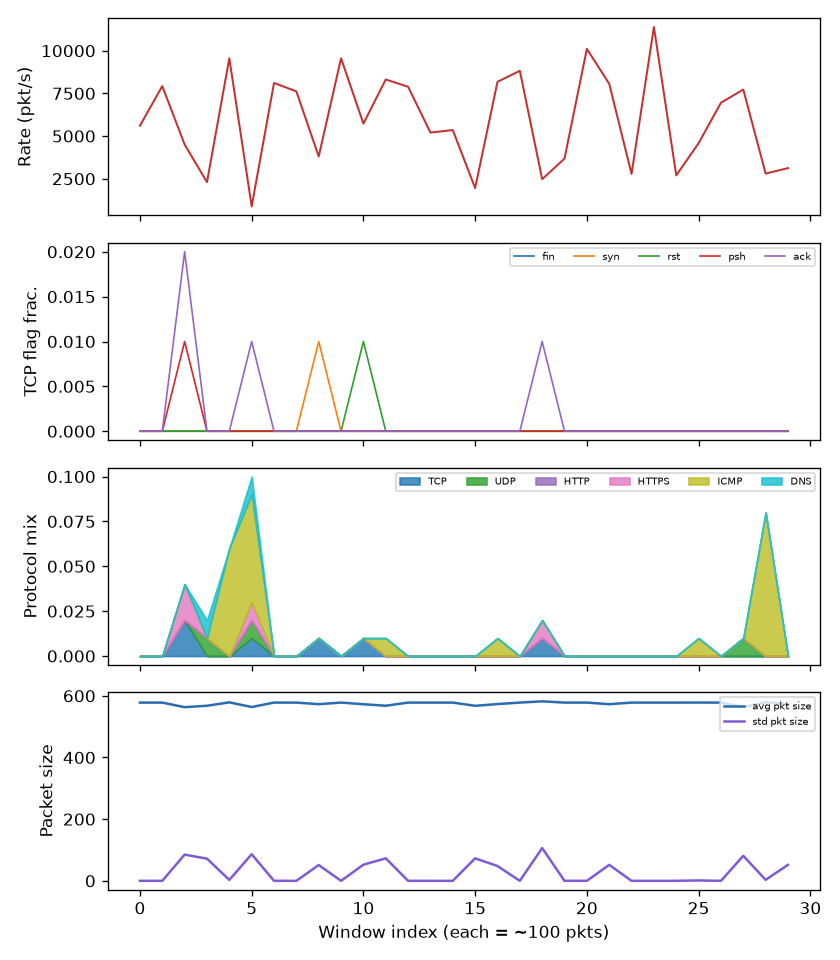 10000
7500
5000
2500
Rate (pkt/s)
0.020
0.015
0.010
0.005
0.000
TCP flag frac.
fin syn rst psh ack
0.100
0.075
0.050
0.025
0.000
Protocol mix
TCP UDP HTTP HTTPS ICMP DNS
600
400
200
0
Packet size
avg pkt size
std pkt size
0 5 10 15 20 25 30
Window index (each = ~100 pkts)